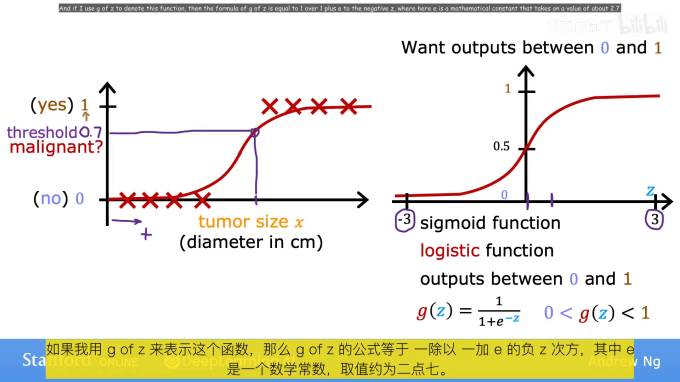 And if I use g of z to denote this function, then the formula of g of z is equal to 1 over 1 plus e to the negative z, where here e is a mathematical constant that takes on a value of about 2.7
bilibili
Want outputs between 0 and 1
(yes) 1
threshold 0.7
malignant?
(no) 0
tumor size x
(diameter in cm)
+
1
0.5
0
z
-3
3
sigmoid function
logistic function
outputs between 0 and 1
g(z) = 1/(1+e^-z) 0 < g(z) < 1
如果我用 g of z 来表示这个函数，那么 g of z 的公式等于 一除以 一加 e 的负 z 次方，其中 e
是一个数学常数，取值约为二点七。
Stanford ONLINE
Andrew Ng